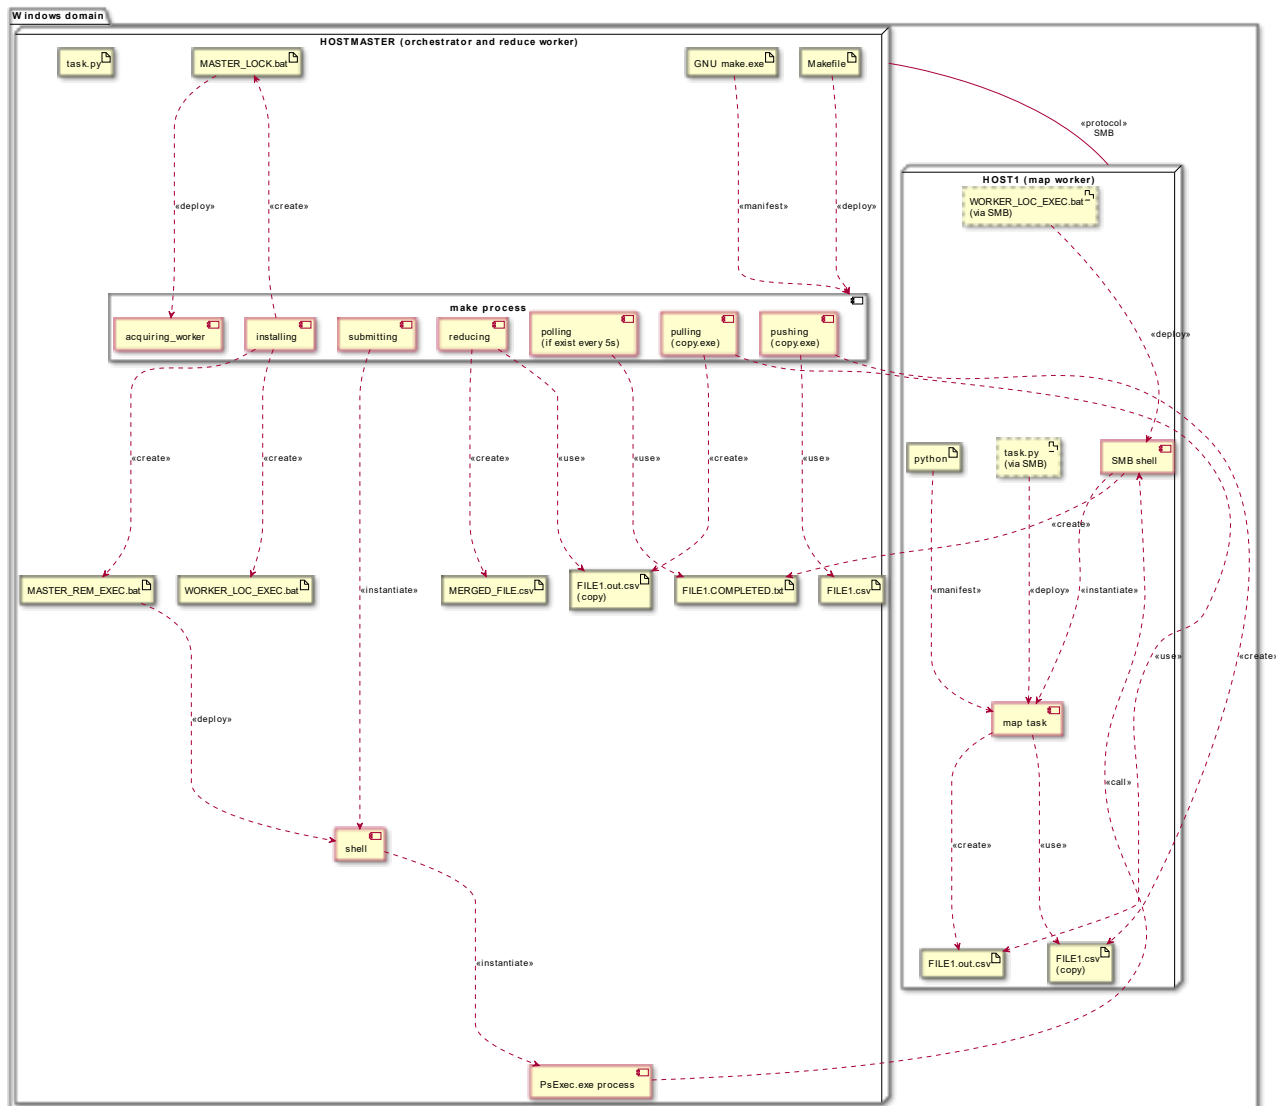 Windows domain
HOSTMASTER (orchestrator and reduce worker)
task.py
MASTER_LOCK.bat
GNU make.exe
Makefile
«protocol»
SMB
HOST1 (map worker)
WORKER_LOC_EXEC.bat
(via SMB)
«deploy»
«create»
«manifest»
«deploy»
make process
acquiring_worker
installing
submitting
reducing
polling
(if exist every 5s)
pulling
(copy.exe)
pushing
(copy.exe)
«deploy»
python
task.py
(via SMB)
SMB shell
«create»
«create»
«create»
«use»
«use»
«create»
«use»
«create»
MASTER_REM_EXEC.bat
WORKER_LOC_EXEC.bat
«instantiate»
MERGED_FILE.csv
FILE1.out.csv
(copy)
FILE1.COMPLETED.txt
FILE1.csv
«manifest»
«deploy»
«instantiate»
«use»
«create»
«deploy»
map task
«call»
shell
«create»
«use»
«instantiate»
FILE1.out.csv
FILE1.csv
(copy)
PsExec.exe process